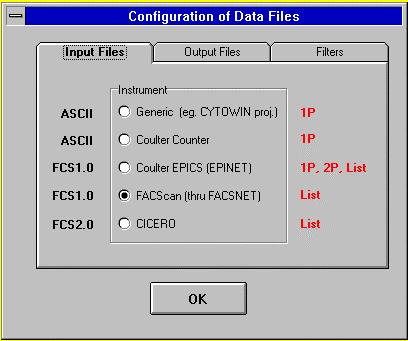 Configuration of Data Files
Input Files Output Files Filters
Instrument
ASCII Generic (eg. CYTOWIN proj.) 1P
ASCII Coulter Counter 1P
FCS1.0 Coulter EPICS (EPINET) 1P, 2P, List
FCS1.0 FACScan (thru FACSNET) List
FCS2.0 CICERO List
OK